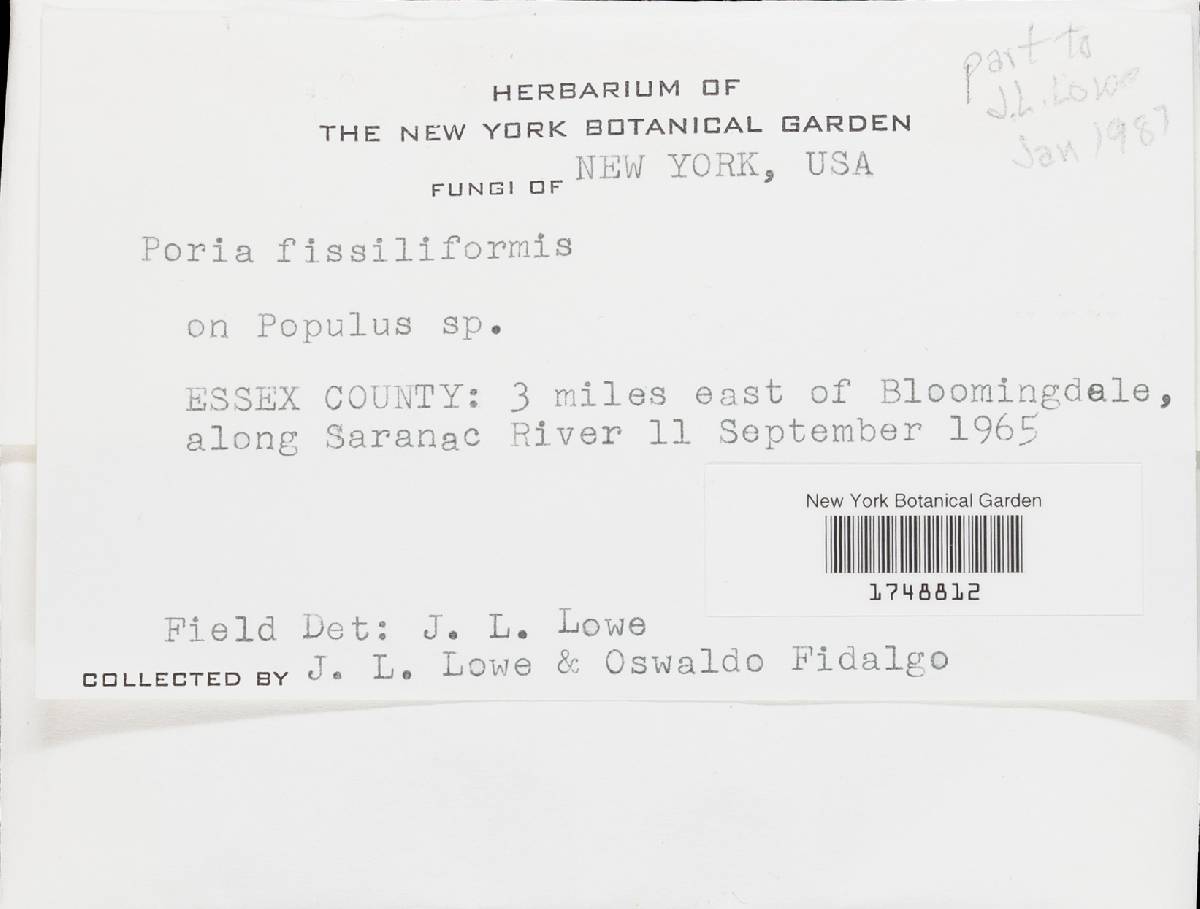 part to
J.L. Lowe
Jan 1987
HERBARIUM OF
THE NEW YORK BOTANICAL GARDEN
FUNGI OF NEW YORK, USA
Poria fissiliformis
on Populus sp.
ESSEX COUNTY: 3 miles east of Bloomingdale,
along Saranac River 11 September 1965
New York Botanical Garden
1748812
Field Det: J. L. Lowe
COLLECTED BY J. L. Lowe & Oswaldo Fidalgo